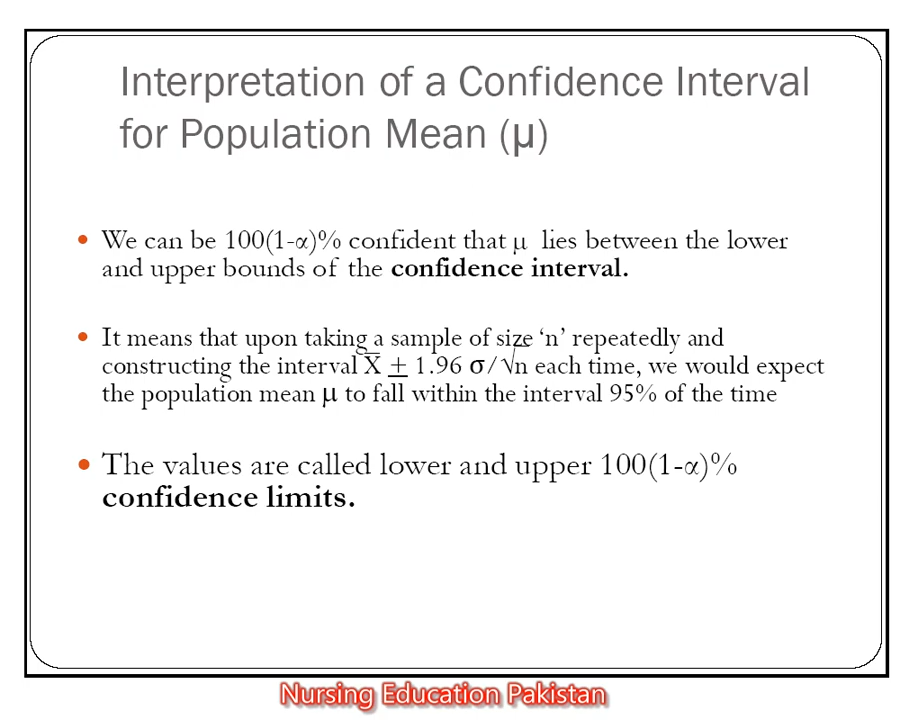 Interpretation of a Confidence Interval
for Population Mean (µ)
• We can be 100(1-α)% confident that µ lies between the lower
and upper bounds of the confidence interval.
• It means that upon taking a sample of size ‘n’ repeatedly and
constructing the interval X̅ ± 1.96 σ/√n each time, we would expect
the population mean µ to fall within the interval 95% of the time
• The values are called lower and upper 100(1-α)%
confidence limits.
Nursing Education Pakistan